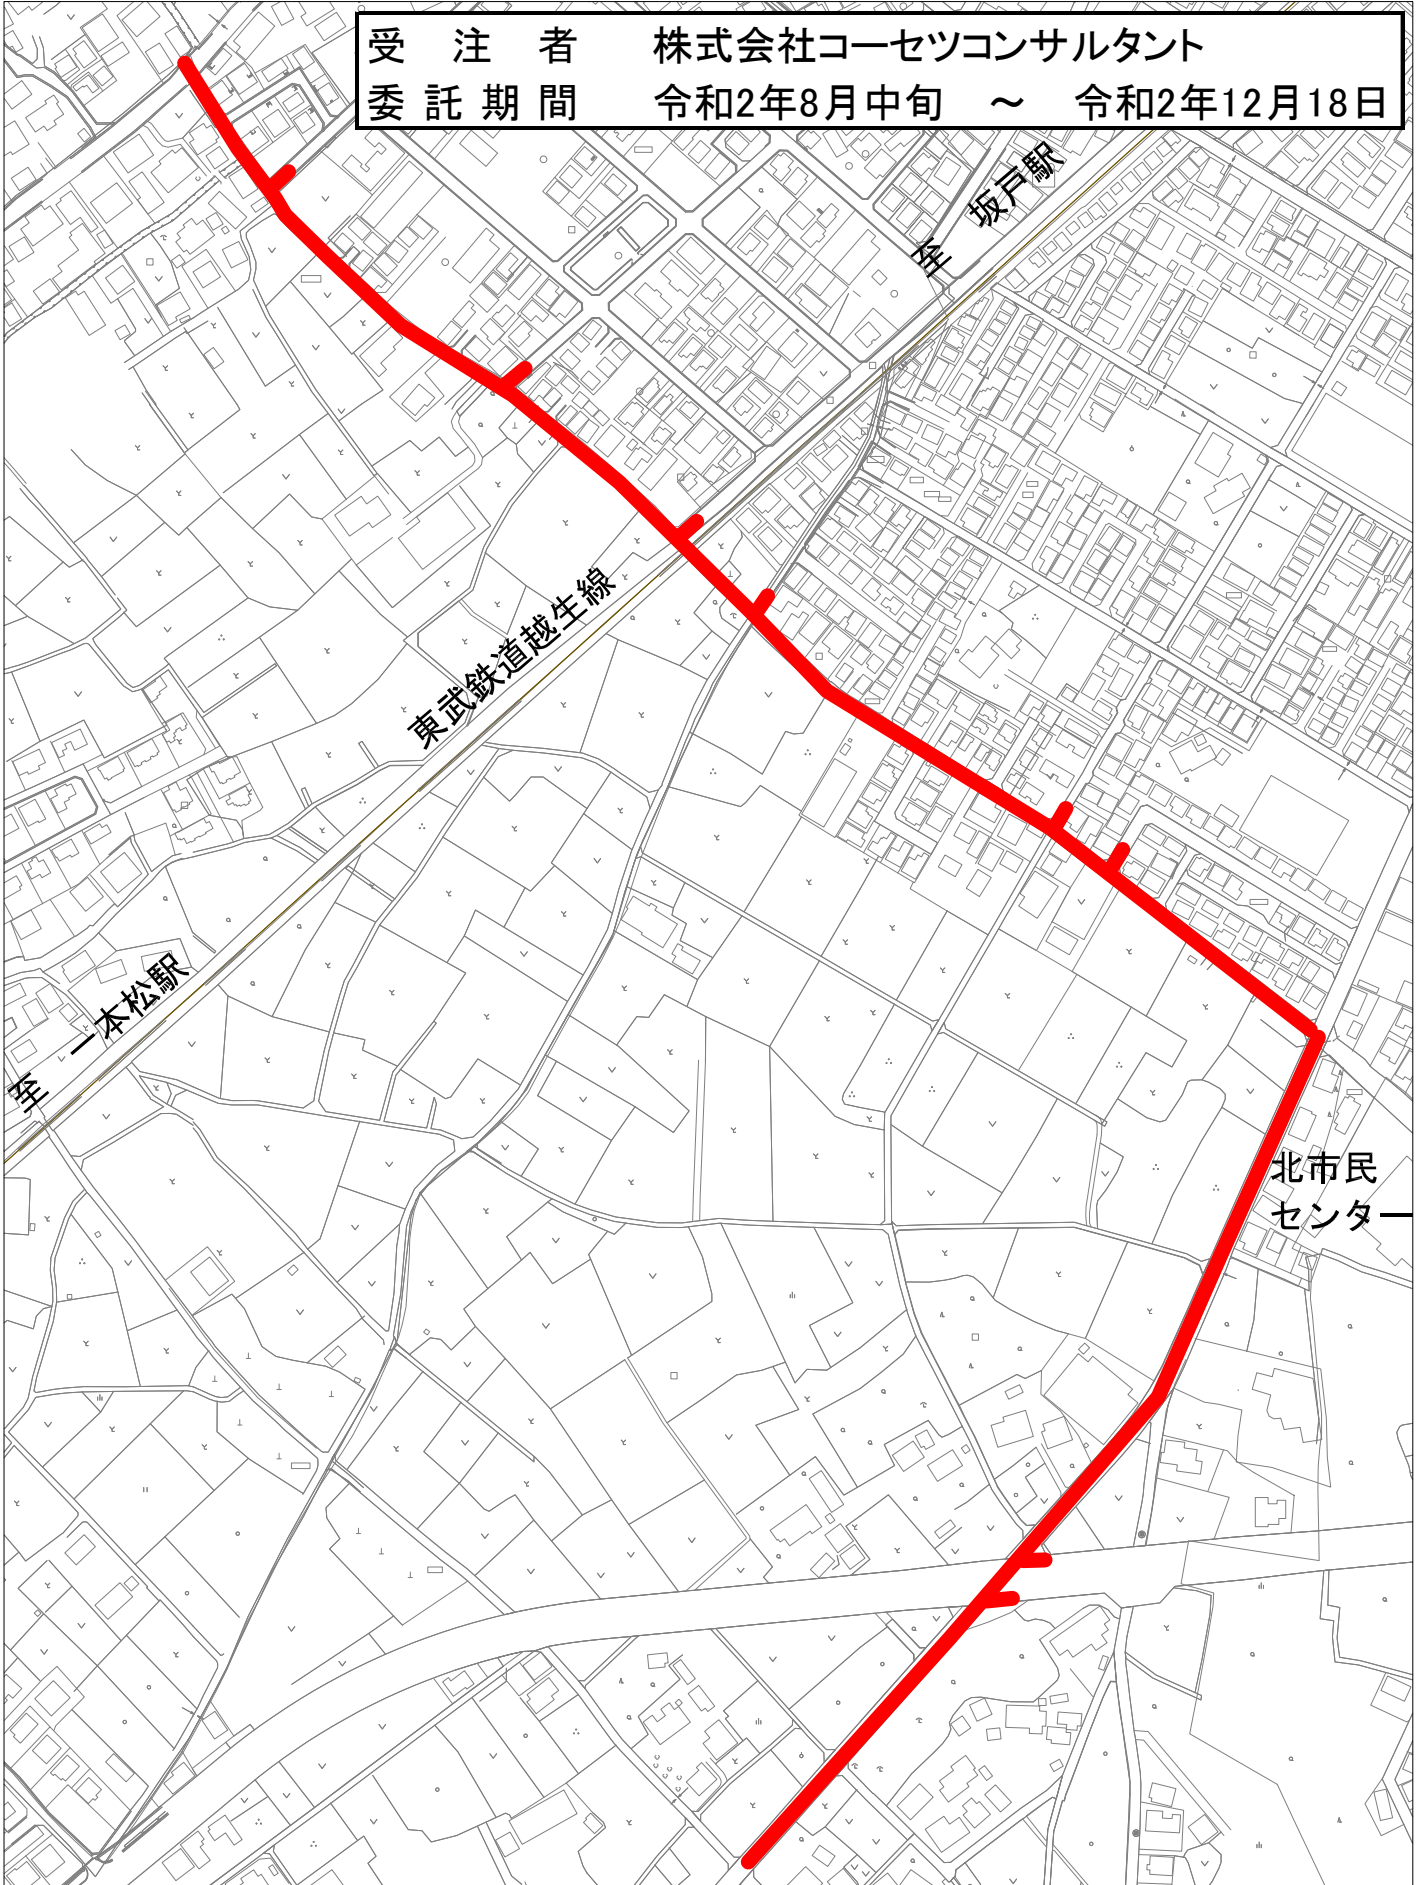 受注者 株式会社コーセツコンサルタント
委託期間 令和2年8月中旬 ～ 令和2年12月18日
至 坂戸駅
東武鉄道越生線
至 一本松駅
北市民
センター